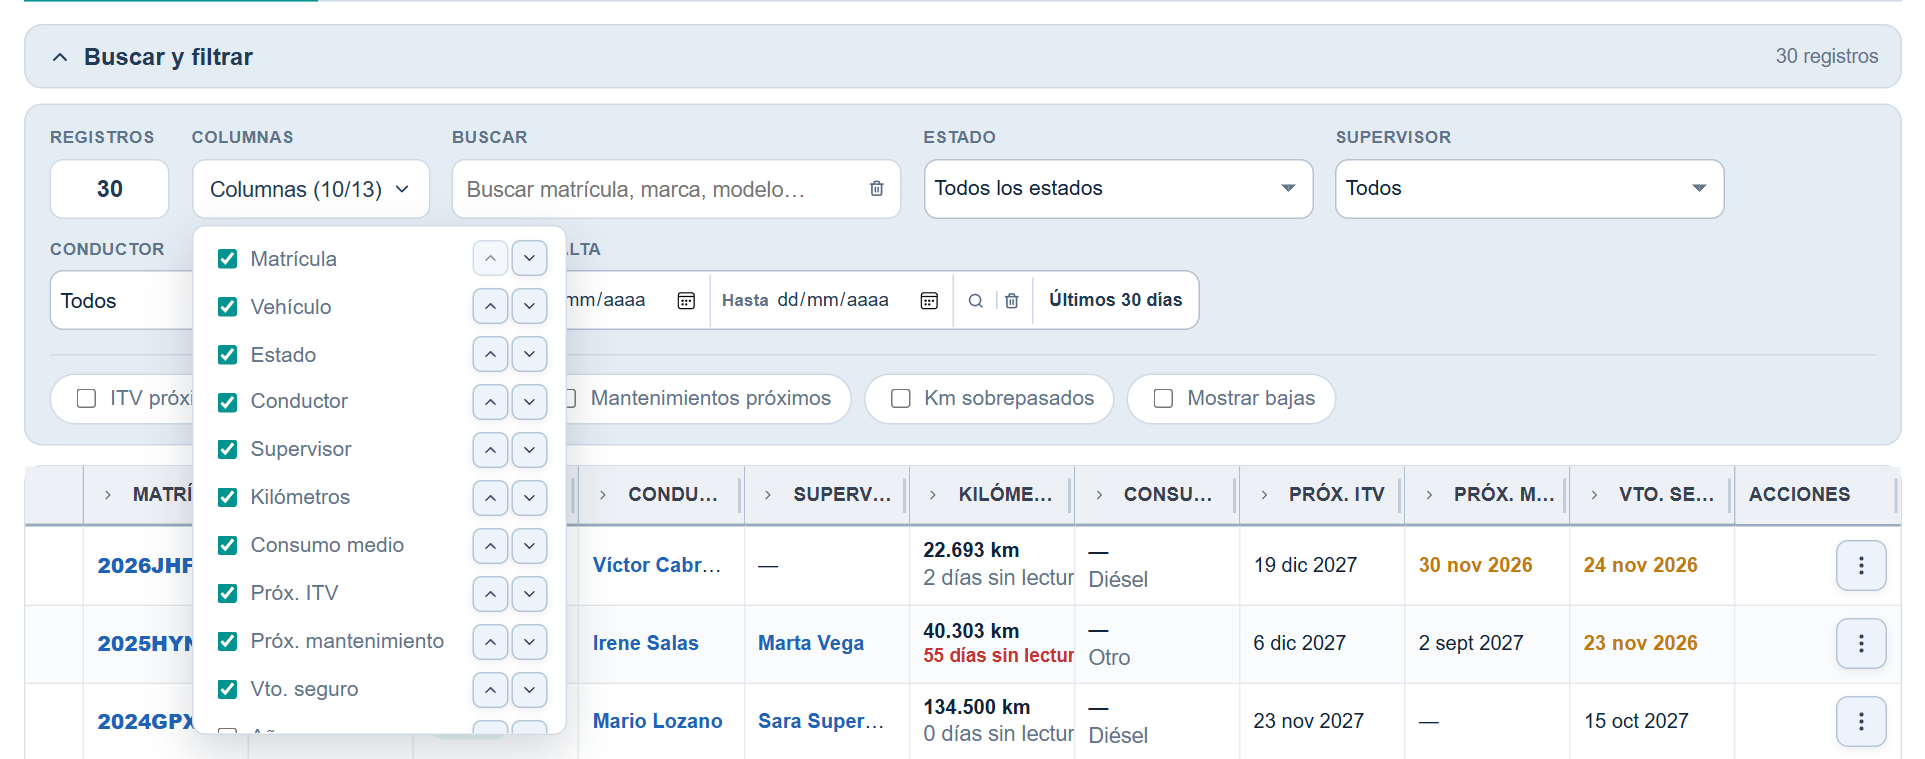 Buscar y filtrar
30 registros
REGISTROS
COLUMNAS
BUSCAR
ESTADO
SUPERVISOR
30
Columnas (10/13)
Buscar matrícula, marca, modelo…
Todos los estados
Todos
CONDUCTOR
LTA
Todos
mm/aaaa
Hasta dd/mm/aaaa
Últimos 30 días
Matrícula
Vehículo
Estado
Conductor
Supervisor
Kilómetros
Consumo medio
Próx. ITV
Próx. mantenimiento
Vto. seguro
ITV próxi
Mantenimientos próximos
Km sobrepasados
Mostrar bajas
MATRÍ
CONDU...
SUPERV...
KILÓME...
CONSU...
PRÓX. ITV
PRÓX. M...
VTO. SE...
ACCIONES
2026JHF
Víctor Cabr...
—
22.693 km
2 días sin lectur
—
Diésel
19 dic 2027
30 nov 2026
24 nov 2026
2025HYN
Irene Salas
Marta Vega
40.303 km
55 días sin lectur
—
Otro
6 dic 2027
2 sept 2027
23 nov 2026
2024GPX
Mario Lozano
Sara Super...
134.500 km
0 días sin lectur
—
Diésel
23 nov 2027
—
15 oct 2027